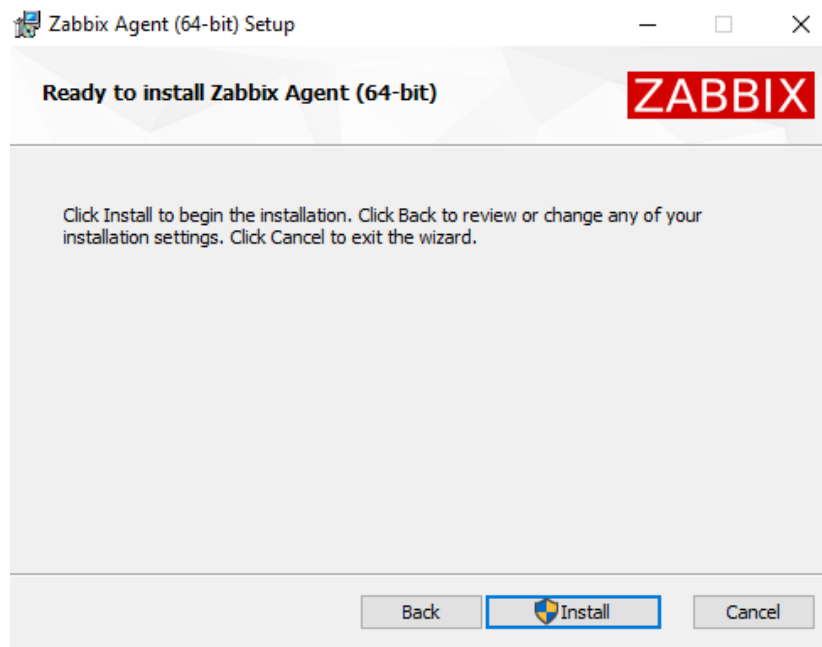 Zabbix Agent (64-bit) Setup
Ready to install Zabbix Agent (64-bit)
ZABBIX
Click Install to begin the installation. Click Back to review or change any of your
installation settings. Click Cancel to exit the wizard.
Back
Install
Cancel